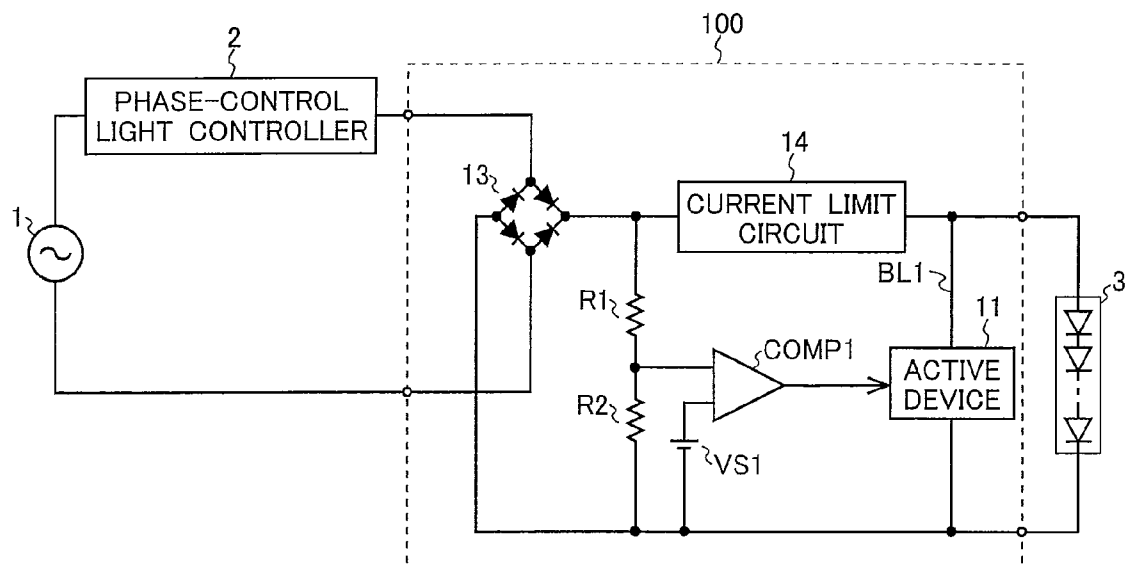 100
2
PHASE-CONTROL
LIGHT CONTROLLER
14
13
CURRENT LIMIT
CIRCUIT
1
BL1
3
R1
11
COMP1
ACTIVE
DEVICE
R2
VS1